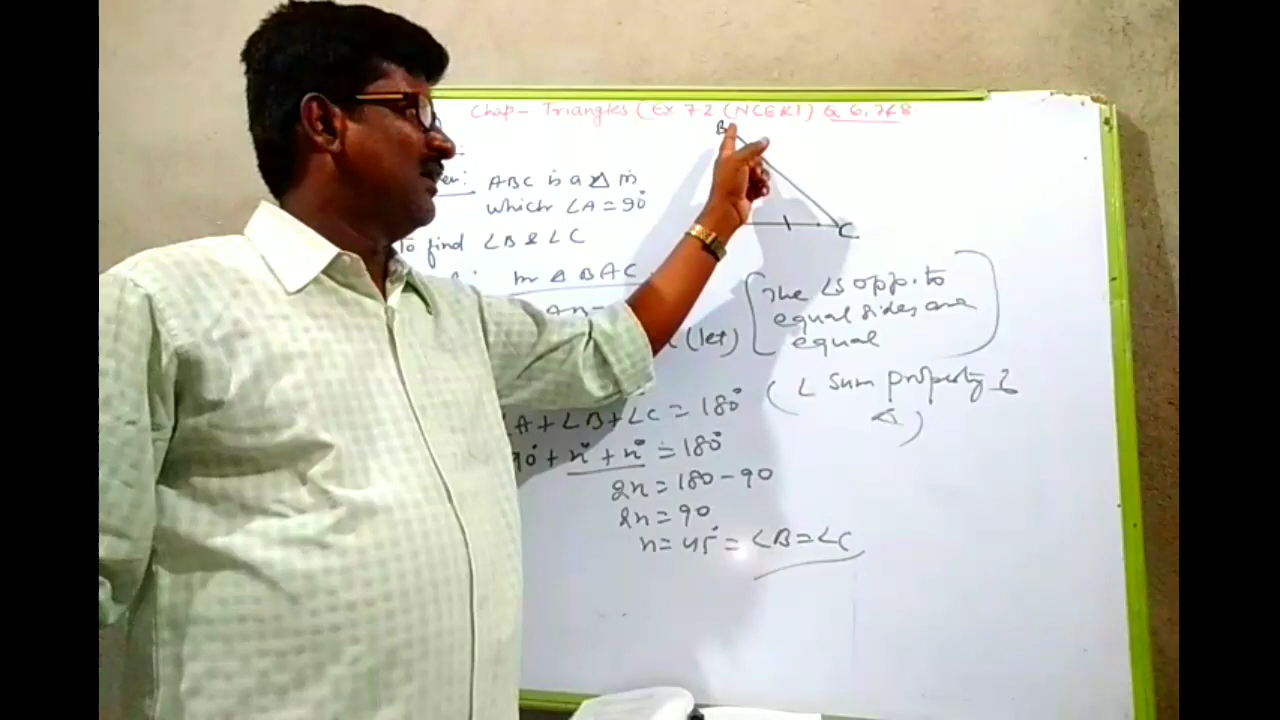 Chap- Triangles (Ex 7.2 (NCERT) Q 6, 7 & 8
B
en: ABC is a △ in
which ∠A = 90°
to find ∠B & ∠C
C
in △ BAC
AB=
(let) [The ∠s opp. to
equal sides are
equal]
∠A + ∠B + ∠C = 180° (∠ sum property of
△)
90° + x° + x° = 180°
2x = 180 - 90
2x = 90
x = 45° = ∠B = ∠C